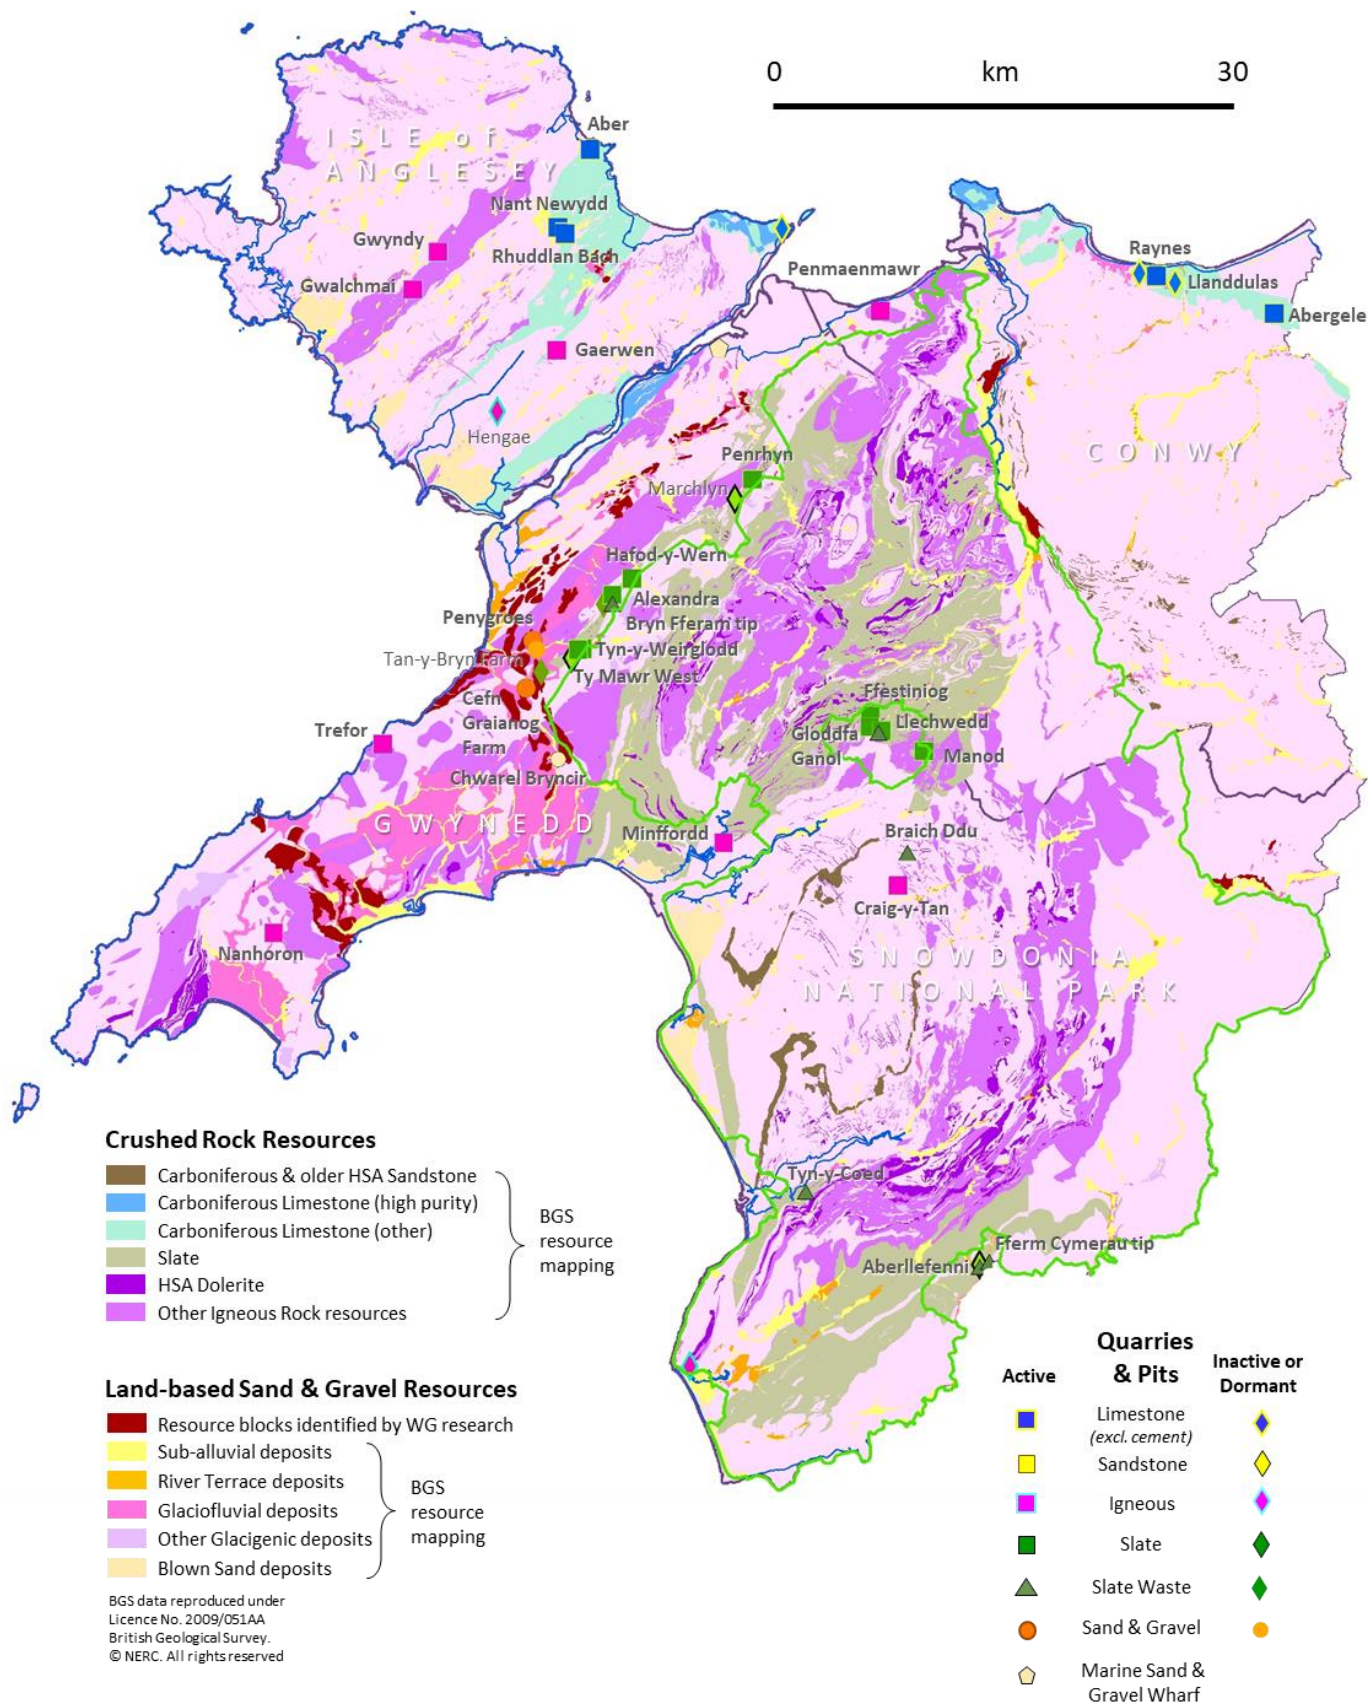 0 km 30
Aber
ISLE of
ANGLESEY
Nant Newydd
Gwyndy
Rhuddlan Bach
Gwalchmai
Penmaenmawr
Raynes
Llanddulas
Abergele
Gaerwen
Hengae
CONWY
Penrhyn
Marchlyn
Hafod-y-Wern
Alexandra
Bryn Fferam tip
Penygroes
Tyn-y-Weirglodd
Tan-y-Bryn Farm
Ty Mawr West
Cefn
Graianog
Farm
Ffestiniog
Llechwedd
Gloddfa
Ganol
Manod
Trefor
Chwarel Bryncir
GWYNEDD
Minffordd
Braich Ddu
Craig-y-Tan
Nanhoron
SNOWDONIA
NATIONAL PARK
Tyn-y-Coed
Fferm Cymerau tip
Aberllefenni
Crushed Rock Resources
Carboniferous & older HSA Sandstone
Carboniferous Limestone (high purity)
Carboniferous Limestone (other)
Slate
HSA Dolerite
Other Igneous Rock resources
BGS
resource
mapping
Land-based Sand & Gravel Resources
Resource blocks identified by WG research
Sub-alluvial deposits
River Terrace deposits
Glaciofluvial deposits
Other Glacigenic deposits
Blown Sand deposits
BGS
resource
mapping
BGS data reproduced under
Licence No. 2009/051AA
British Geological Survey.
© NERC. All rights reserved
Quarries
& Pits
Active
Inactive or
Dormant
Limestone
(excl. cement)
Sandstone
Igneous
Slate
Slate Waste
Sand & Gravel
Marine Sand &
Gravel Wharf